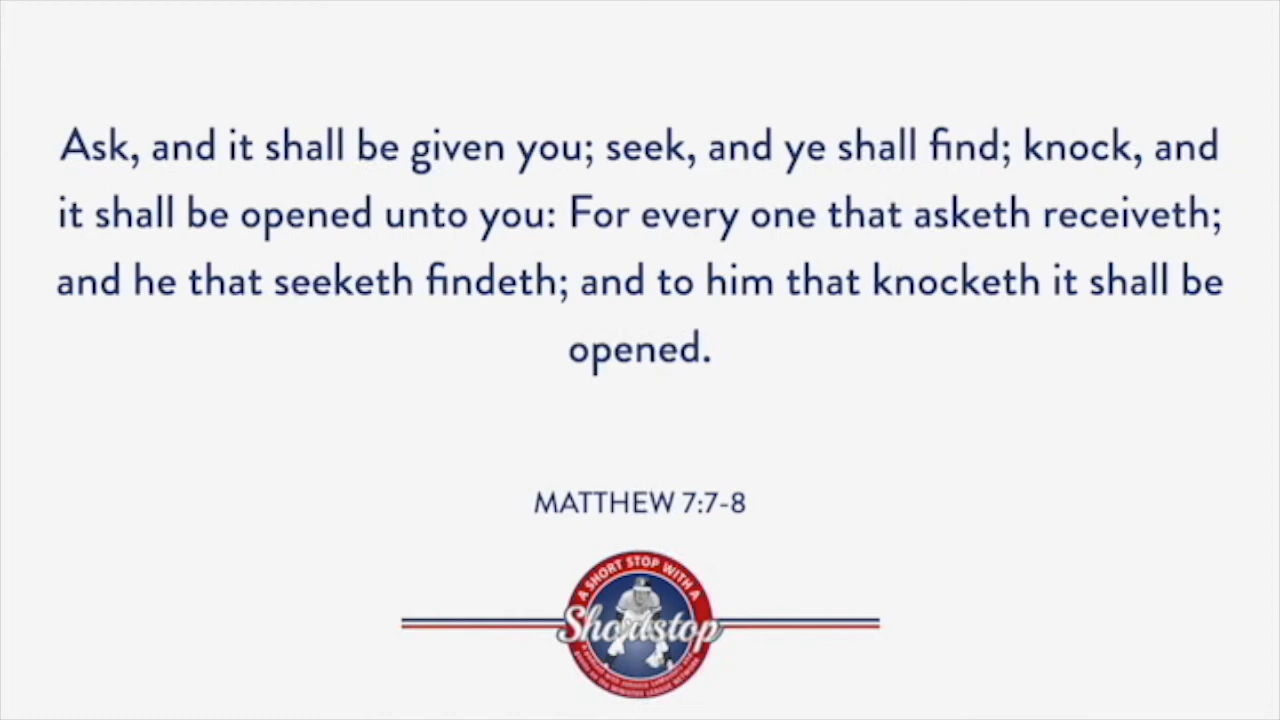 Ask, and it shall be given you; seek, and ye shall find; knock, and
it shall be opened unto you: For every one that asketh receiveth;
and he that seeketh findeth; and to him that knocketh it shall be
opened.
MATTHEW 7:7-8
A SHORT STOP WITH A
Shortstop